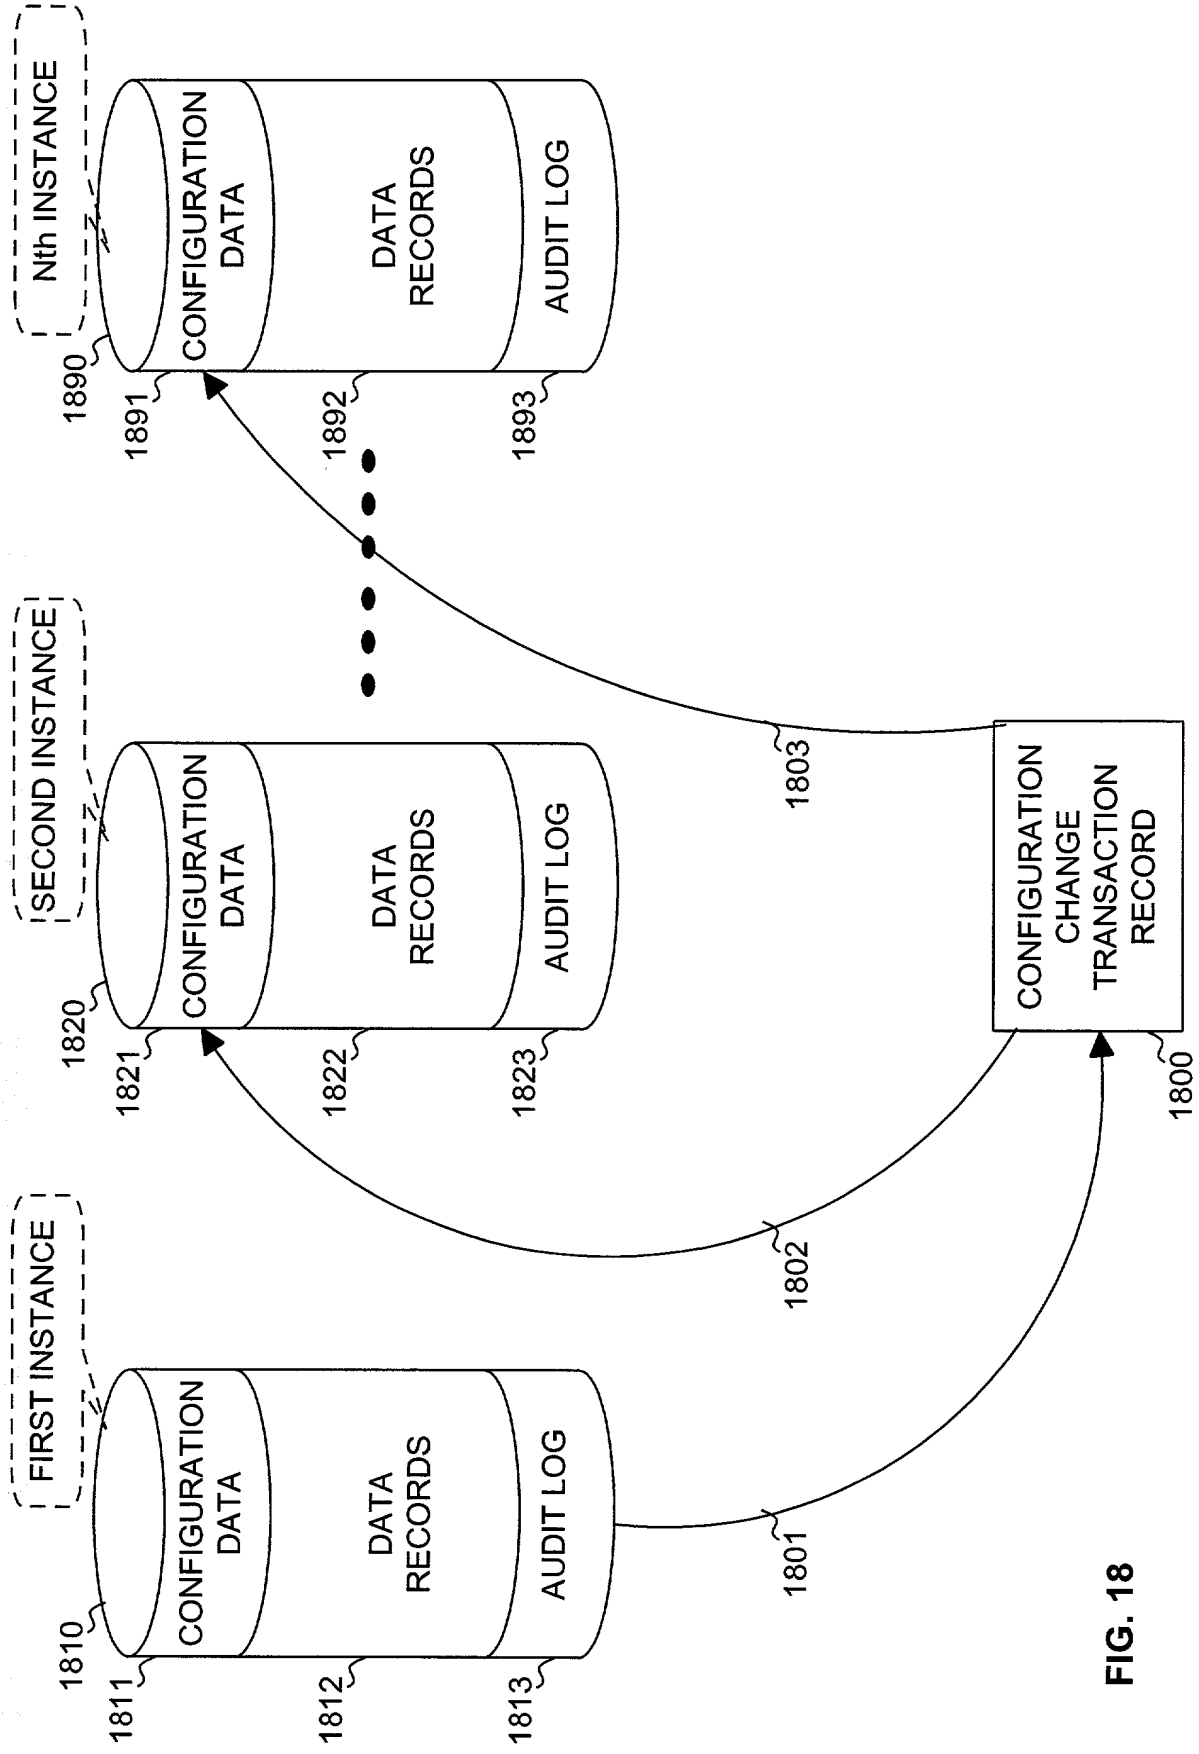 FIRST INSTANCE
1810
1811
CONFIGURATION
DATA
1812
DATA
RECORDS
1813
AUDIT LOG
SECOND INSTANCE
1820
1821
CONFIGURATION
DATA
1822
DATA
RECORDS
1823
AUDIT LOG
Nth INSTANCE
1890
1891
CONFIGURATION
DATA
1892
DATA
RECORDS
1893
AUDIT LOG
1801
1802
1803
CONFIGURATION
CHANGE
TRANSACTION
RECORD
1800
FIG. 18